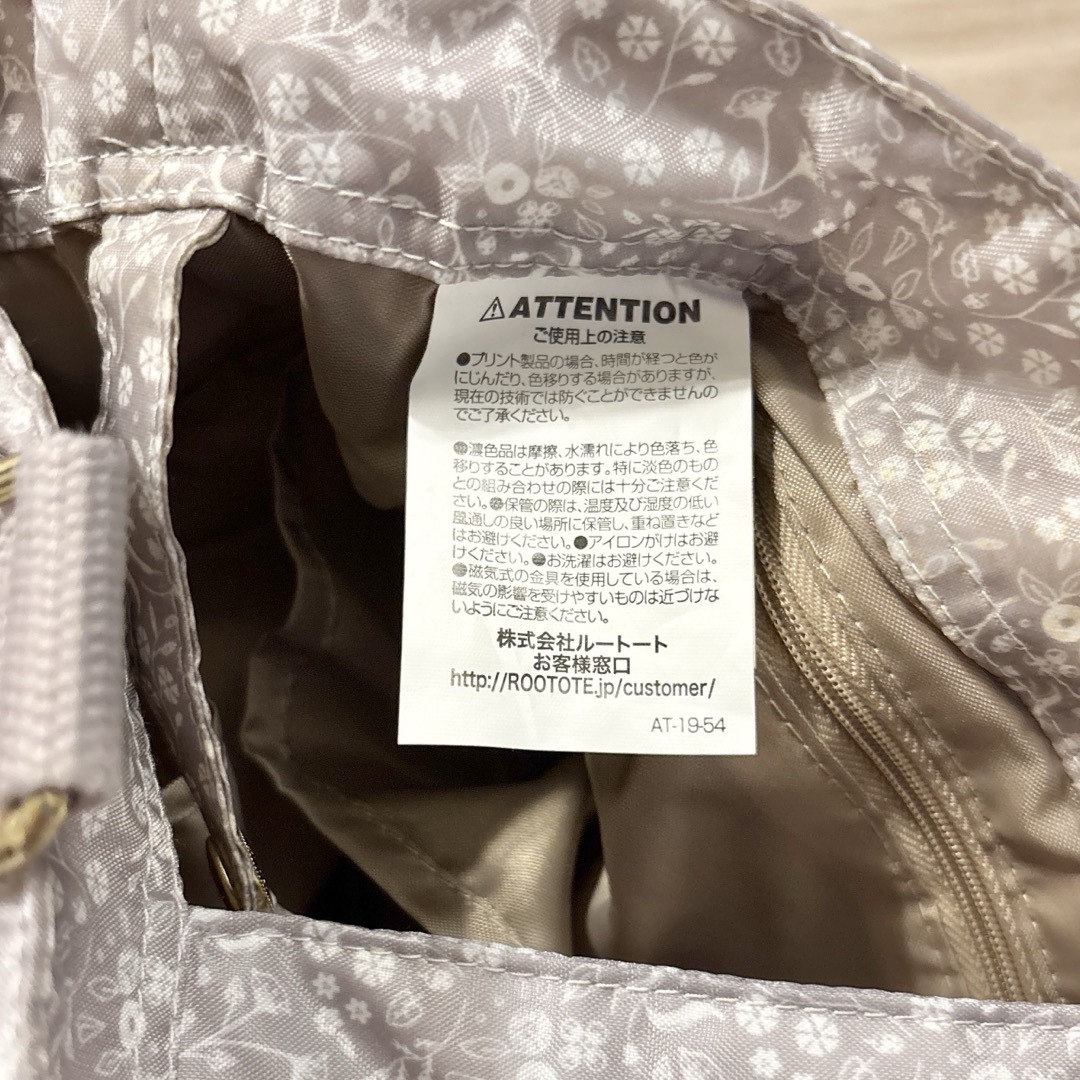 ⚠ATTENTION
ご使用上の注意
●プリント製品の場合、時間が経つと色が
にじんだり、色移りする場合がありますが、
現在の技術では防ぐことができませんの
でご了承ください。
●濃色品は摩擦、水濡れにより色落ち、色
移りすることがあります。特に淡色のもの
との組み合わせの際には十分ご注意くださ
い。●保管の際は、温度及び湿度の低い
風通しの良い場所に保管し、重ね置きなど
はお避けください。●アイロンがけはお避
けください。●お洗濯はお避けください。
●磁気式の金具を使用している場合は、
磁気の影響を受けやすいものは近づけな
いようにご注意ください。
株式会社ルートート
お客様窓口
http://ROOTOTE.jp/customer/
AT-19-54